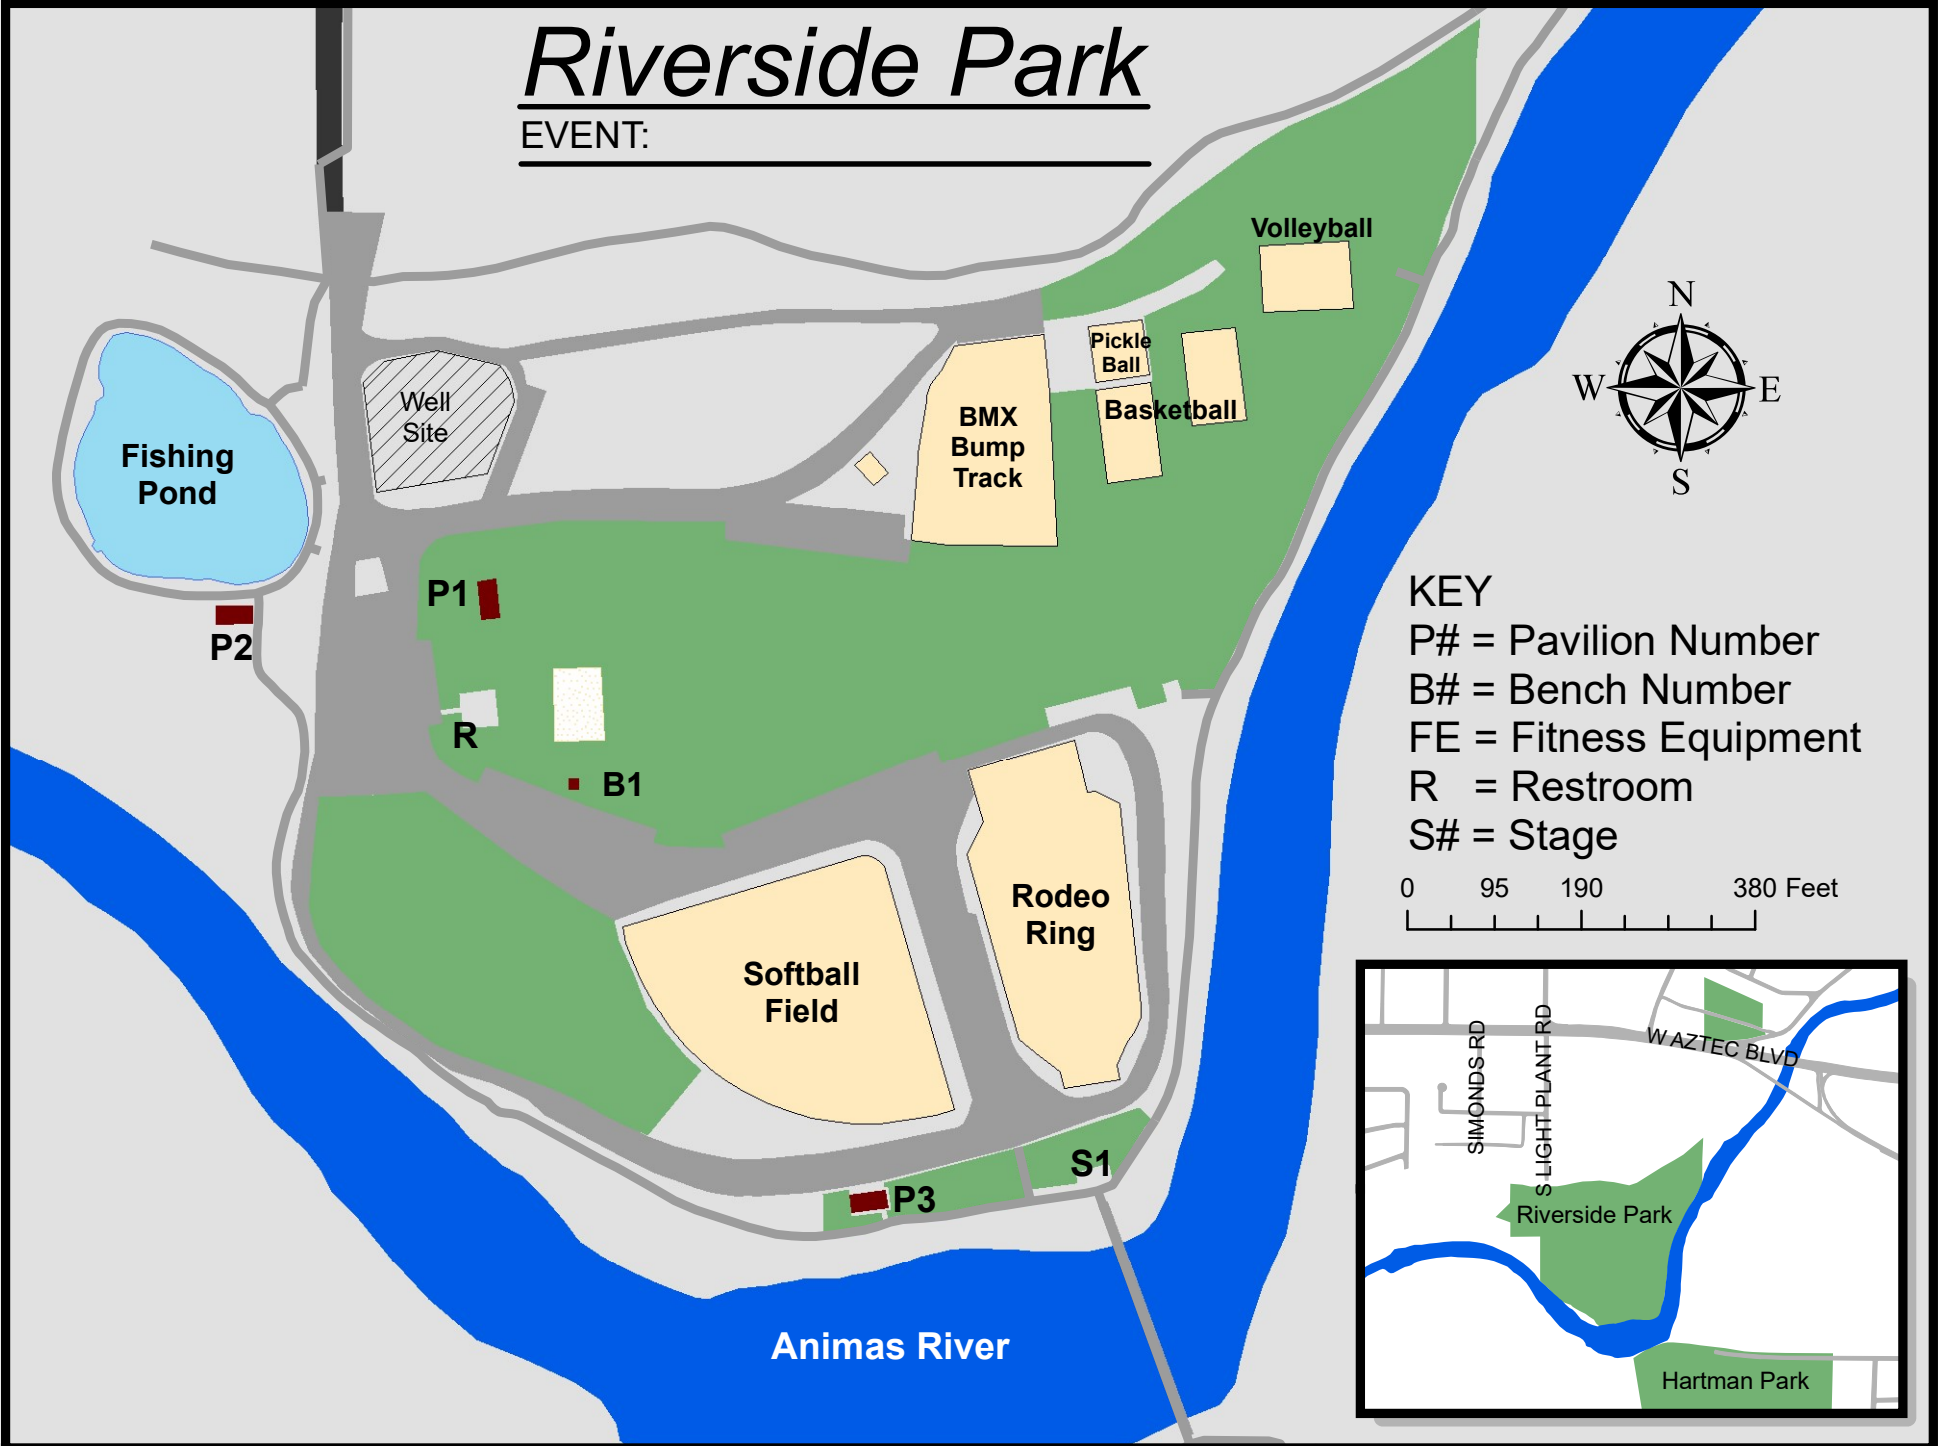 Riverside Park
EVENT:
Volleyball
Pickle
Ball
Basketball
BMX
Bump
Track
Well
Site
Fishing
Pond
N
W
E
S
P1
P2
R
B1
KEY
P# = Pavilion Number
B# = Bench Number
FE = Fitness Equipment
R = Restroom
S# = Stage
0 95 190 380 Feet
Rodeo
Ring
Softball
Field
S1
P3
Animas River
SIMONDS RD
S LIGHT PLANT RD
W AZTEC BLVD
Riverside Park
Hartman Park